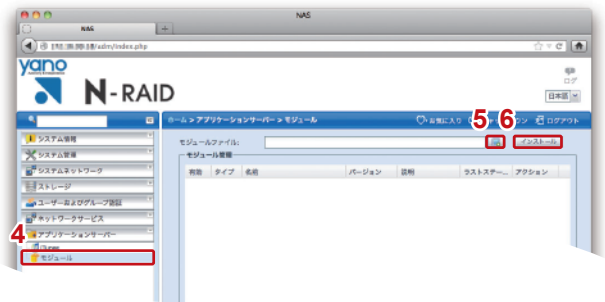 NAS
NAS
/adm/index.php
yano
N-RAID
ログ
日本語
ホーム > アプリケーションサーバー > モジュール
お気に入り
ログアウト
5
6
モジュールファイル:
インストール
モジュール管理
有効 タイプ 名前 バージョン 説明 ラストステー... アクション
システム情報
システム管理
システムネットワーク
ストレージ
ユーザーおよびグループ認証
ネットワークサービス
アプリケーションサーバー
4
モジュール